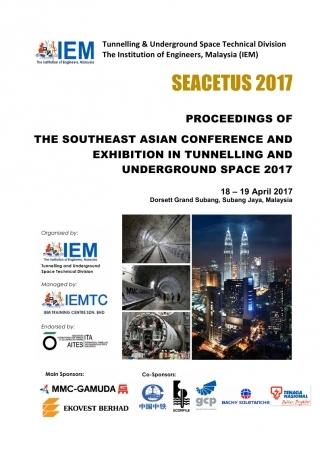 IEM
The Institution of Engineers, Malaysia
Tunnelling & Underground Space Technical Division
The Institution of Engineers, Malaysia (IEM)
SEACETUS 2017
PROCEEDINGS OF
THE SOUTHEAST ASIAN CONFERENCE AND
EXHIBITION IN TUNNELLING AND
UNDERGROUND SPACE 2017
18 – 19 April 2017
Dorsett Grand Subang, Subang Jaya, Malaysia
Organised by:
IEM
The Institution of Engineers, Malaysia
Tunnelling and Underground
Space Technical Division
Managed by:
IEMTC
IEM TRAINING CENTRE SDN. BHD
Endorsed by:
ITA
AITES
Main Sponsors:
MMC-GAMUDA
EKOVEST BERHAD
Co-Sponsors:
中国中铁
ECONPILE
gcp
BACHY SOLETANCHE
TENAGA
NASIONAL